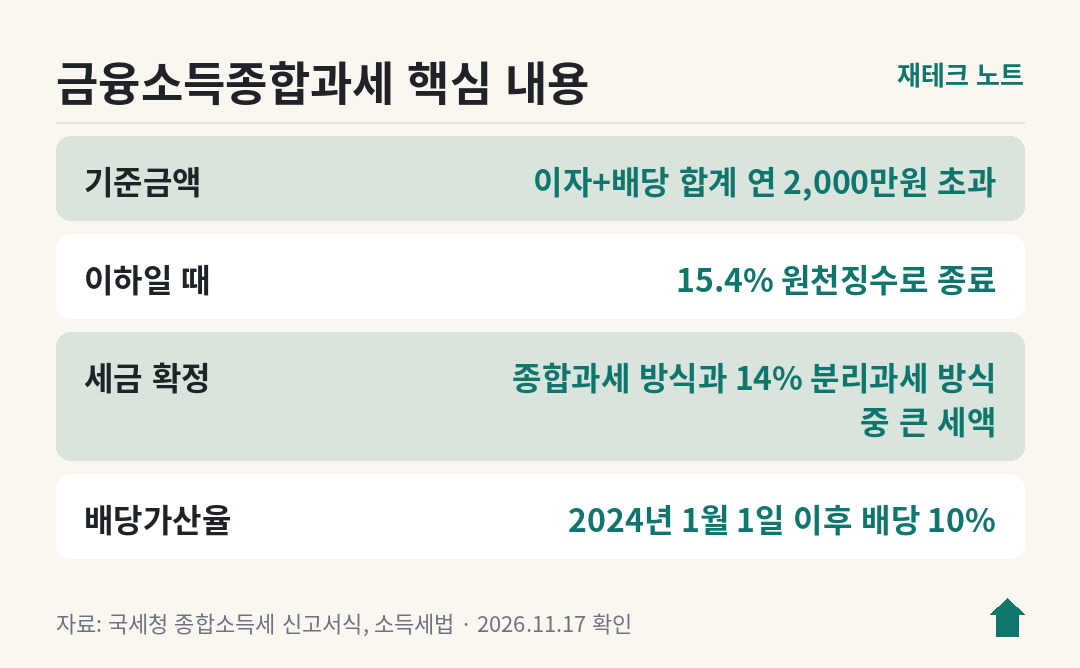 금융소득종합과세 핵심 내용
재테크 노트
기준금액
이자+배당 합계 연 2,000만원 초과
이하일 때
15.4% 원천징수로 종료
세금 확정
종합과세 방식과 14% 분리과세 방식
중 큰 세액
배당가산율
2024년 1월 1일 이후 배당 10%
자료: 국세청 종합소득세 신고서식, 소득세법 · 2026.11.17 확인